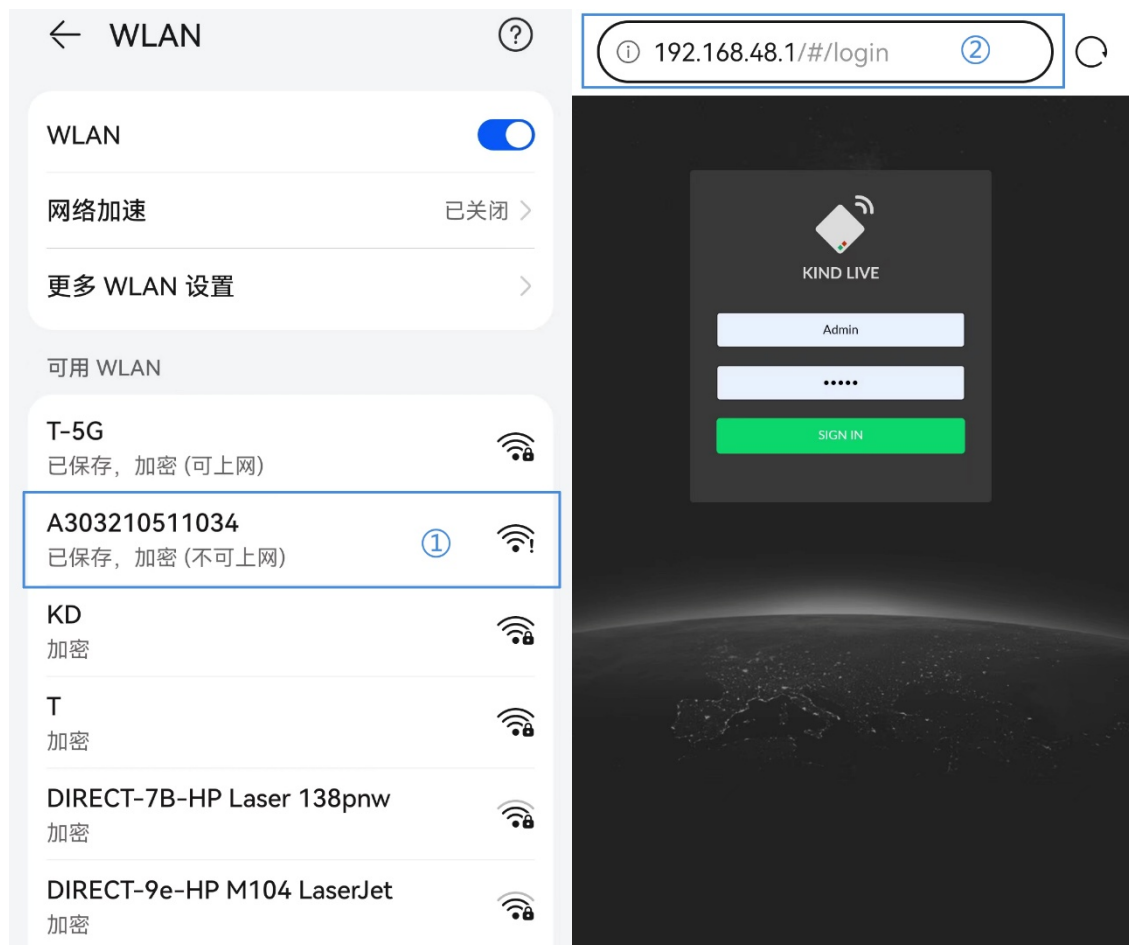 WLAN
WLAN
网络加速 已关闭
更多 WLAN 设置
可用 WLAN
T-5G
已保存，加密 (可上网)
A303210511034
已保存，加密 (不可上网)
①
KD
加密
T
加密
DIRECT-7B-HP Laser 138pnw
加密
DIRECT-9e-HP M104 LaserJet
加密
192.168.48.1/#/login ②
KIND LIVE
Admin
•••••
SIGN IN